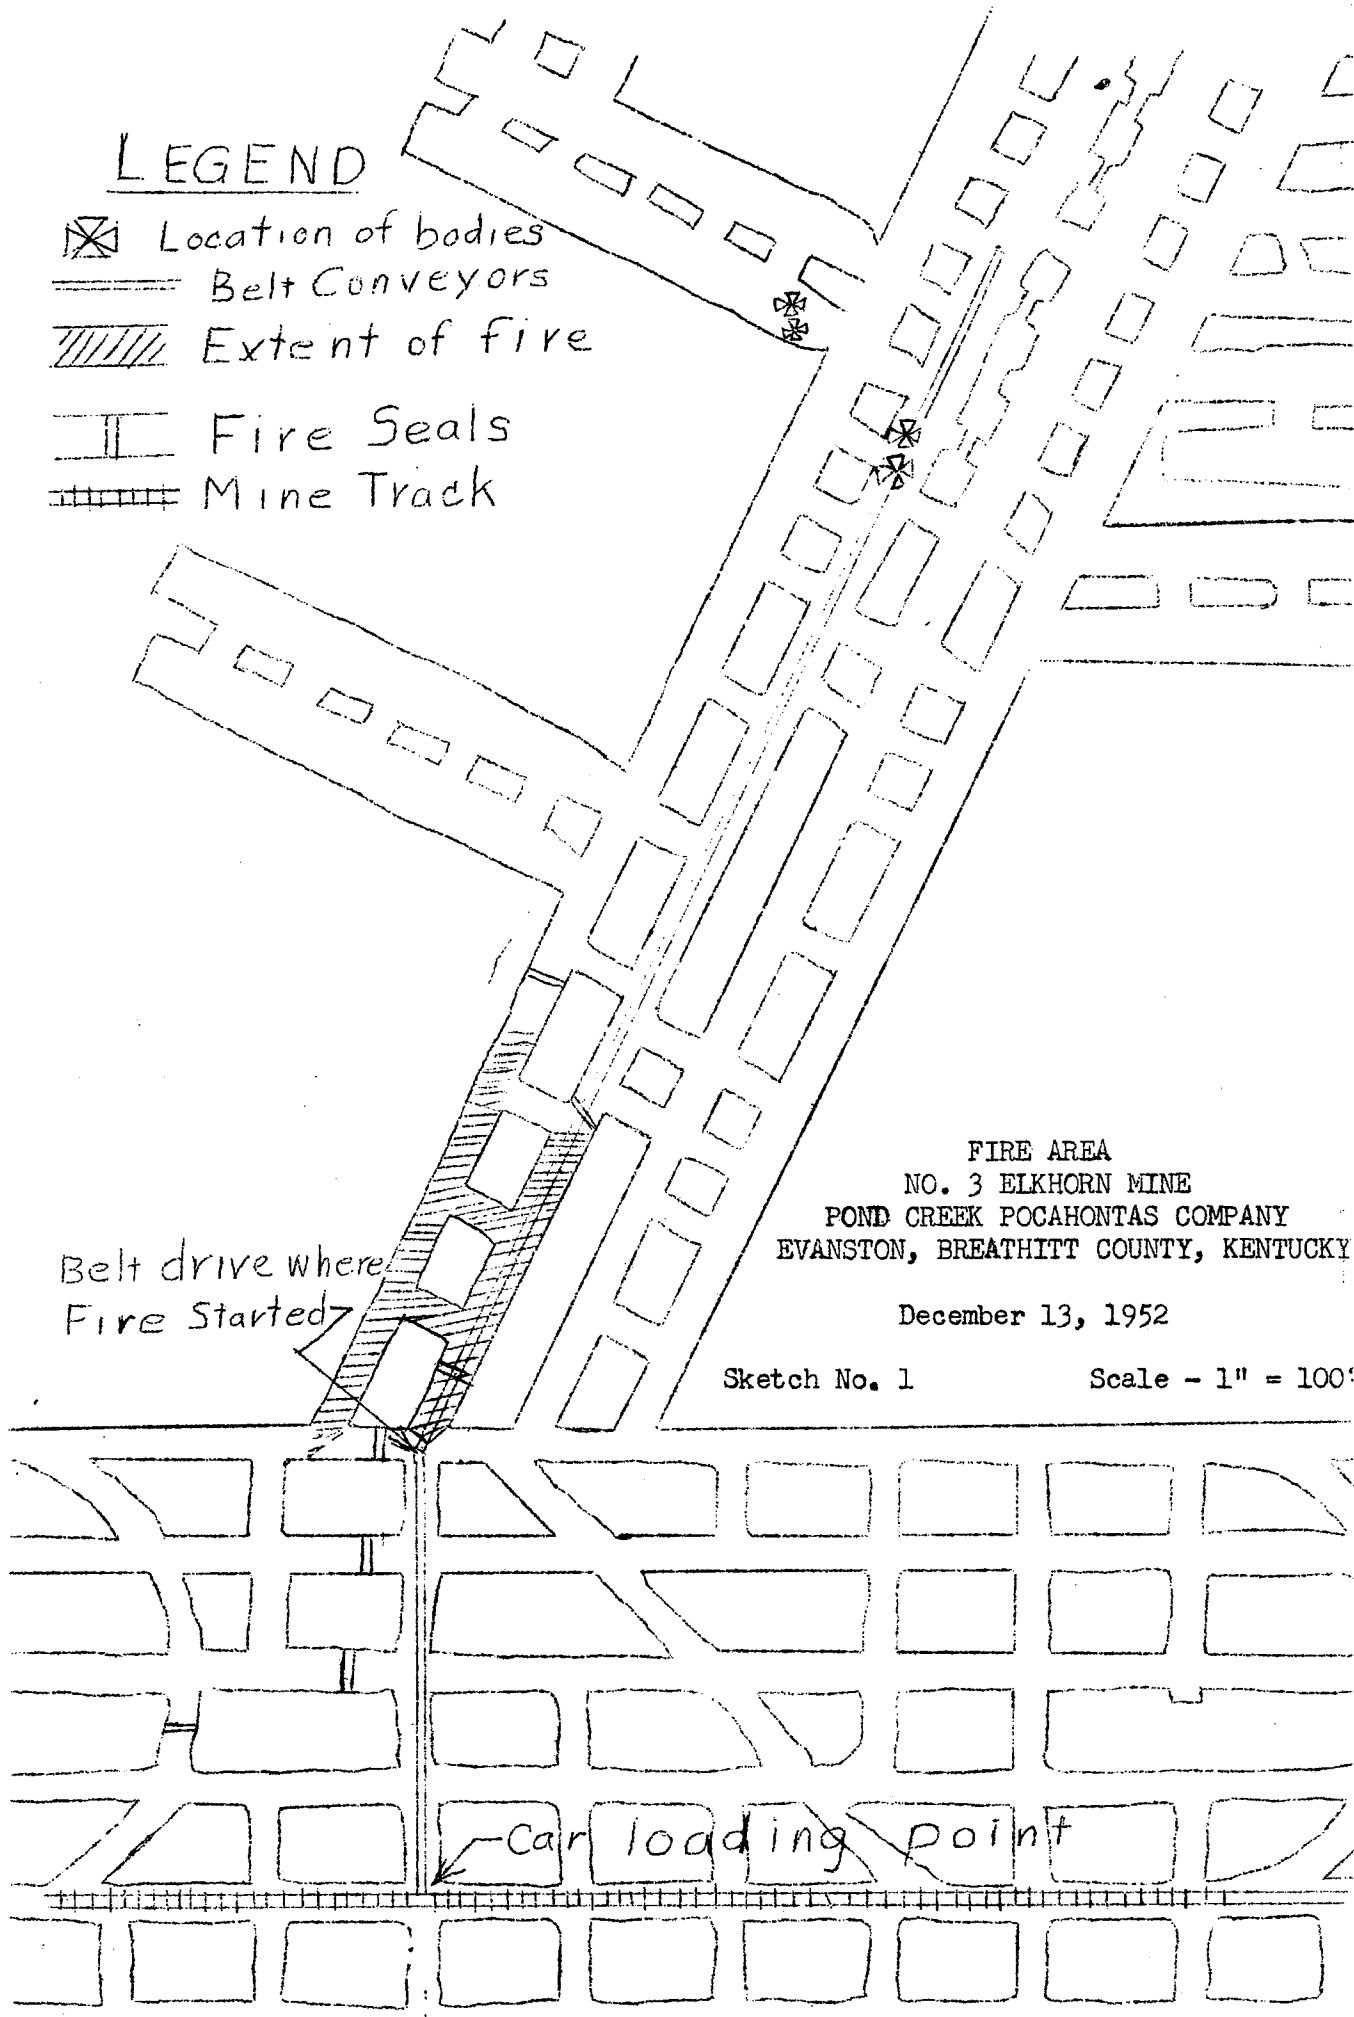 LEGEND
Location of bodies
Belt Conveyors
Extent of fire
Fire Seals
Mine Track
FIRE AREA
NO. 3 ELKHORN MINE
POND CREEK POCAHONTAS COMPANY
EVANSTON, BREATHITT COUNTY, KENTUCKY
December 13, 1952
Sketch No. 1 Scale - 1" = 100'
Belt drive where
Fire Started
Car loading point